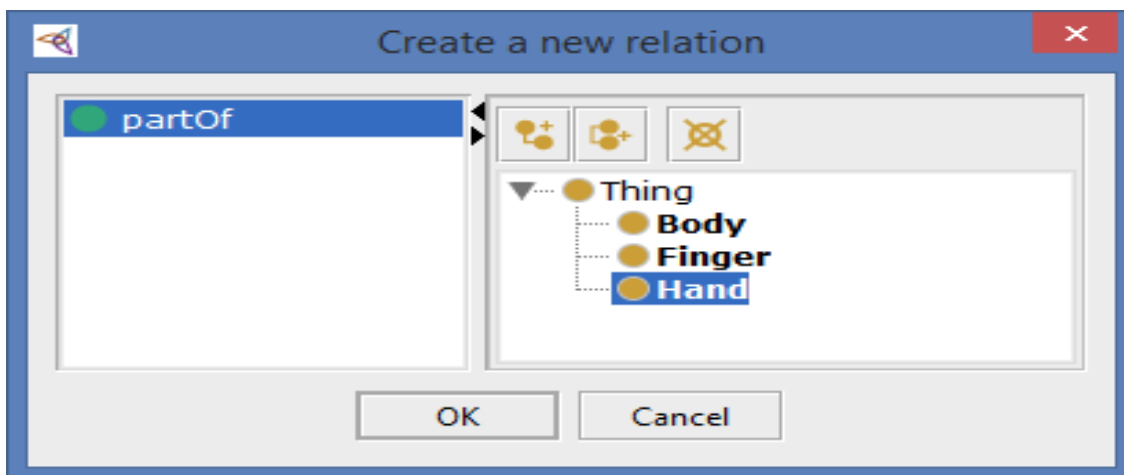 Create a new relation
partOf
Thing
Body
Finger
Hand
OK
Cancel